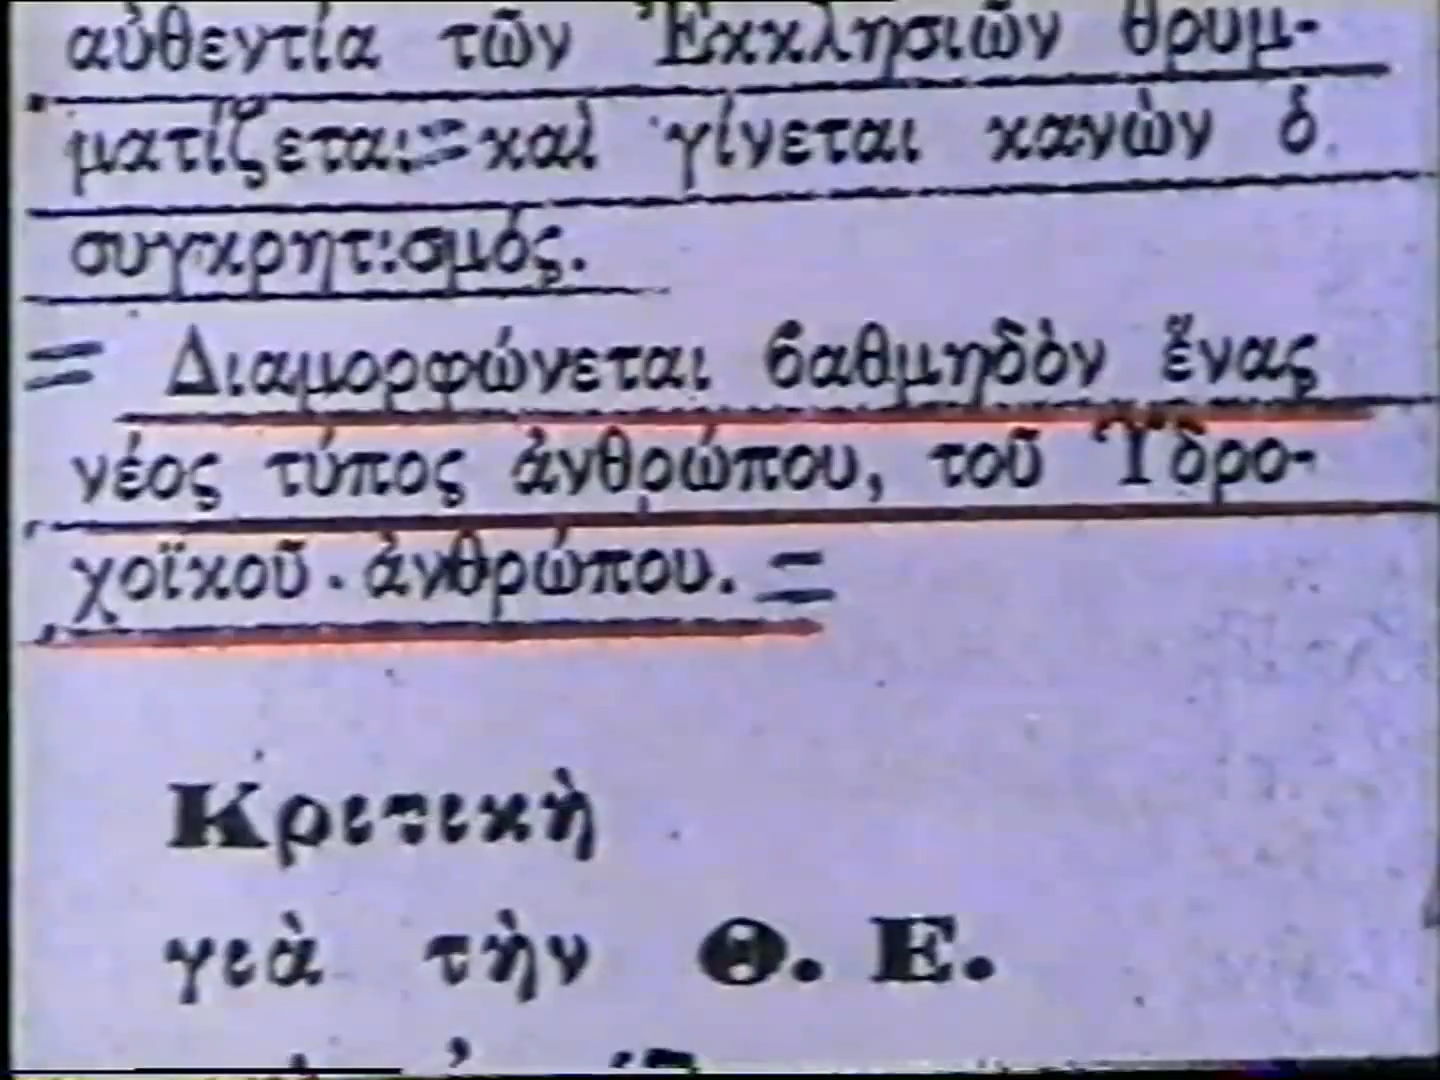 αὐθεντία τῶν Ἐκκλησιῶν θρυμ-
ματίζεται=καὶ γίνεται κανὼν ὁ
συγκρητισμός.
= Διαμορφώνεται βαθμηδὸν ἕνας
νέος τύπος ἀνθρώπου, τοῦ Ὑδρο-
χοϊκοῦ ἀνθρώπου. =
Κριτικὴ
γιὰ τὴν Θ. Ε.